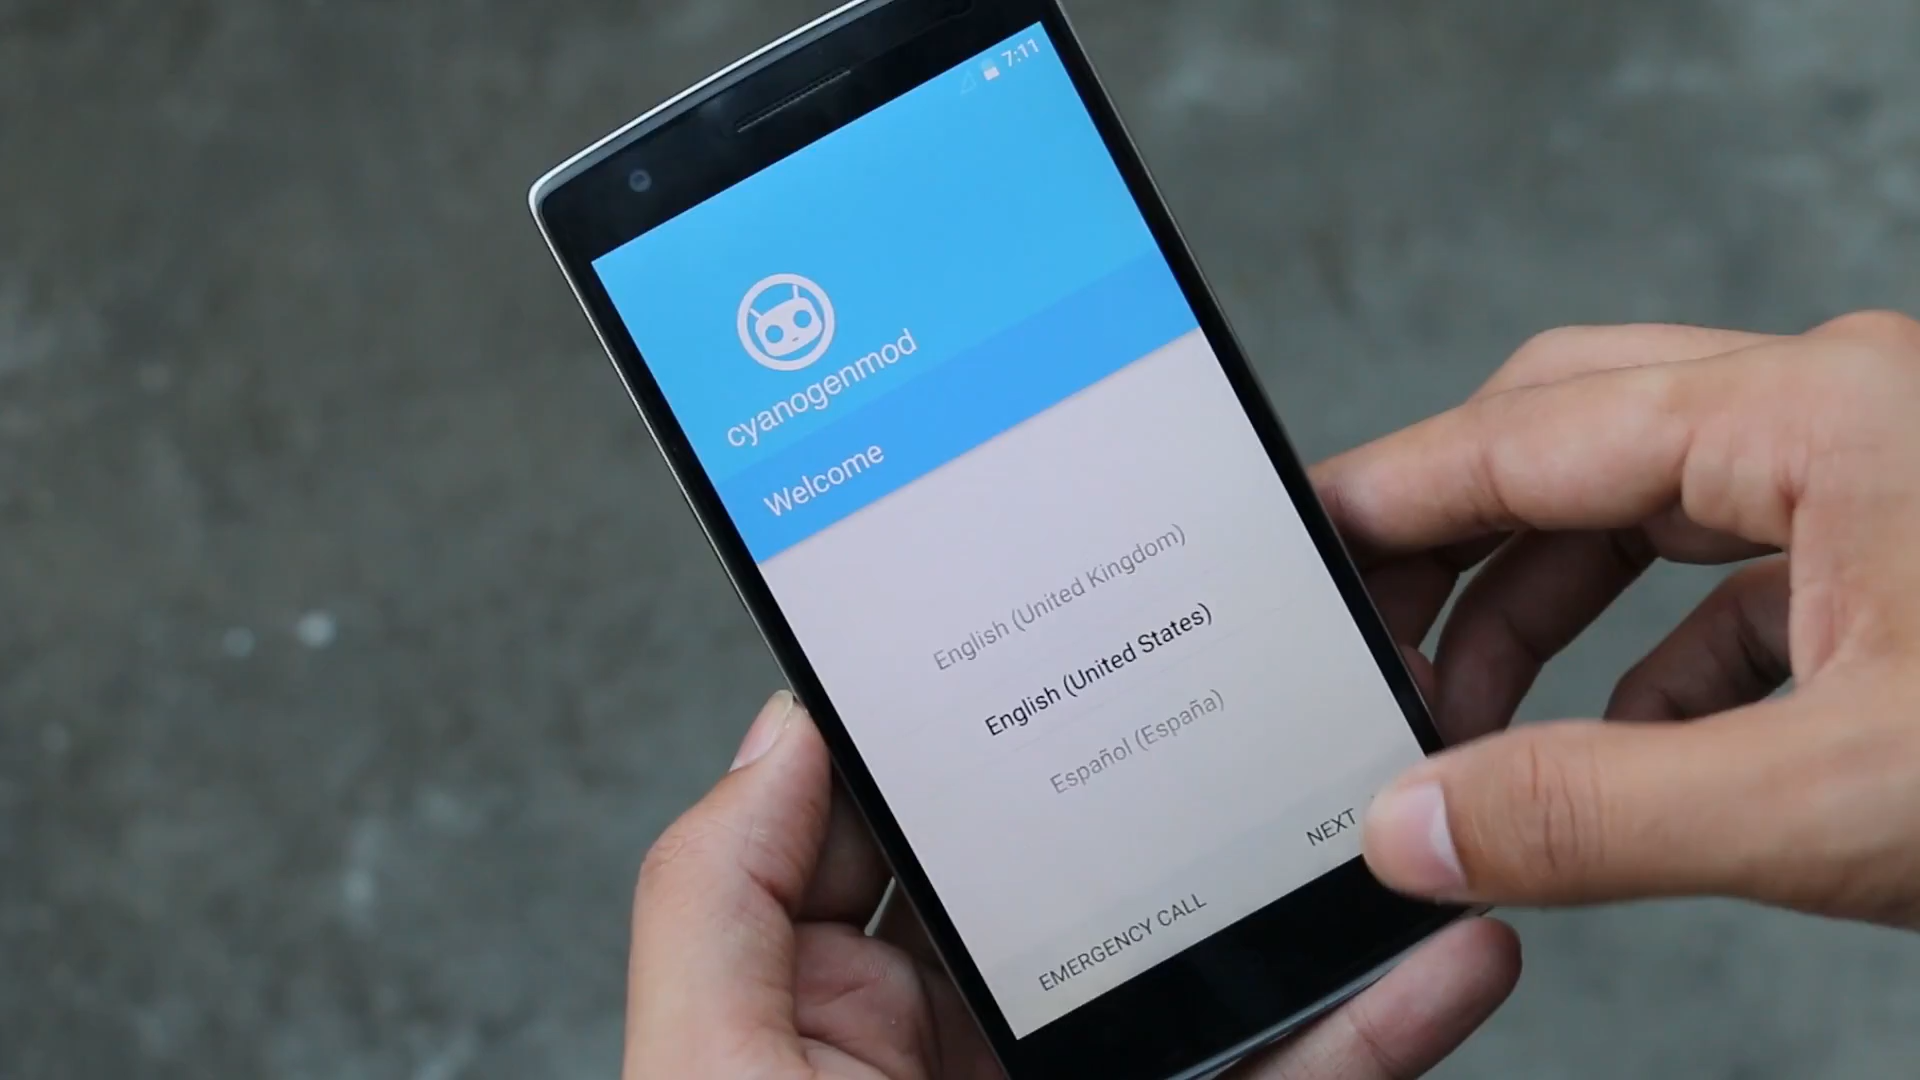 7:11
cyanogenmod
Welcome
English (United Kingdom)
English (United States)
Español (España)
NEXT
EMERGENCY CALL